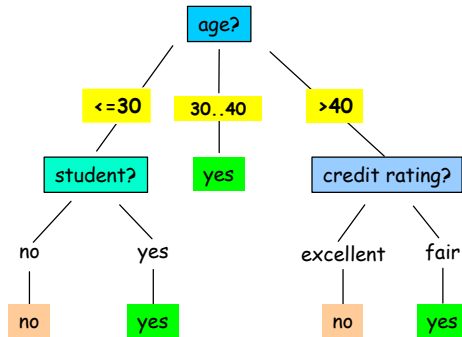 age?
<=30
30..40
>40
student?
yes
credit rating?
no
yes
excellent
fair
no
yes
no
yes